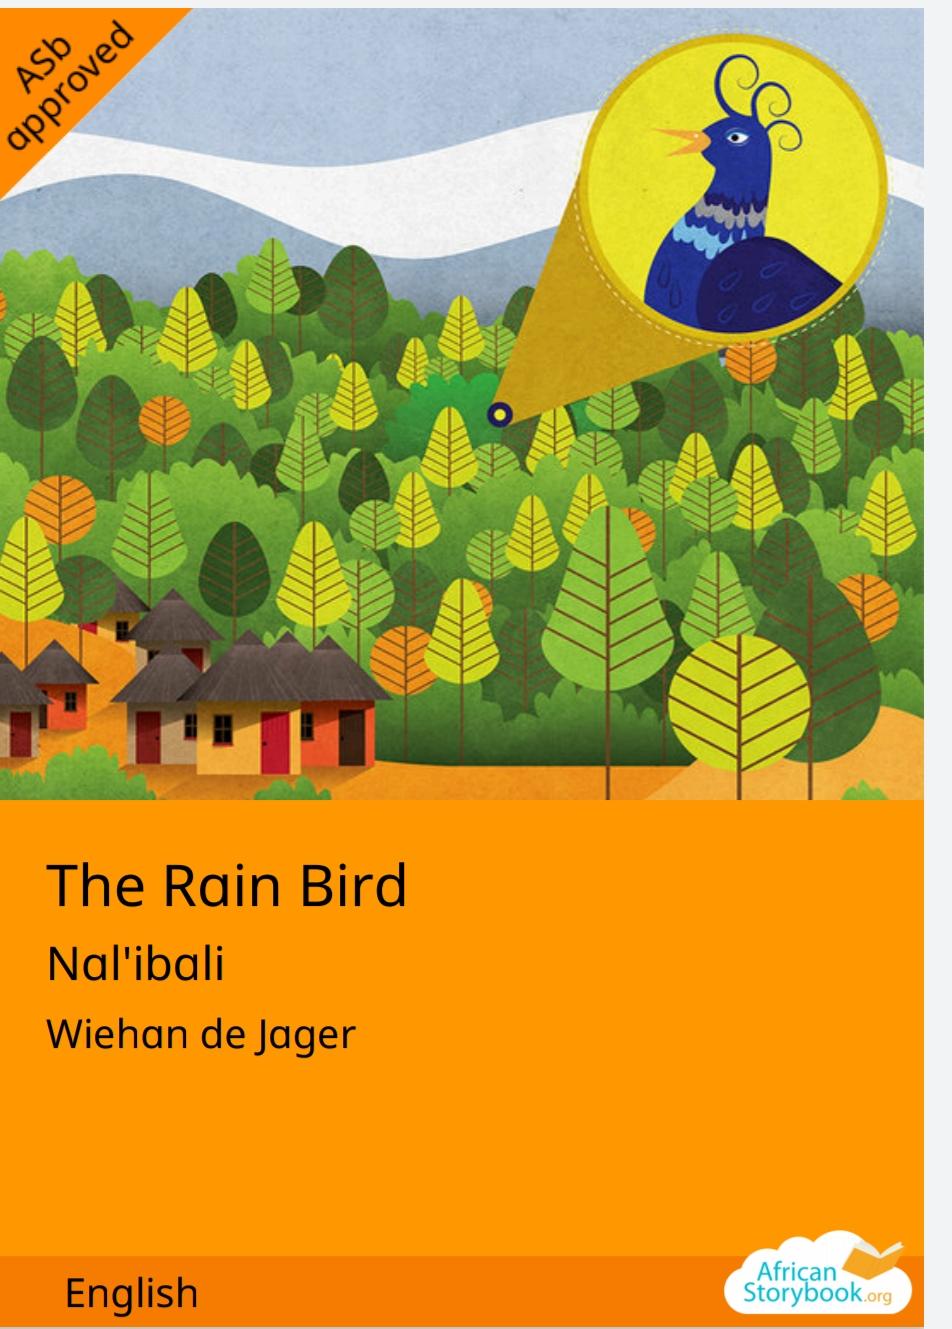 ASb
approved
The Rain Bird
Nal'ibali
Wiehan de Jager
English
African
Storybook.org